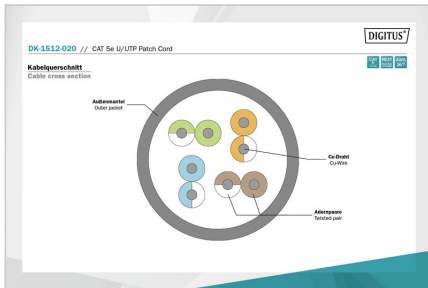 DIGITUS®
DK-1512-020 // CAT 5e U/UTP Patch Cord
Kabelquerschnitt
Cable cross section
Außenmantel
Outer jacket
Cu-Draht
Cu-Wire
Adernpaare
Twisted pair